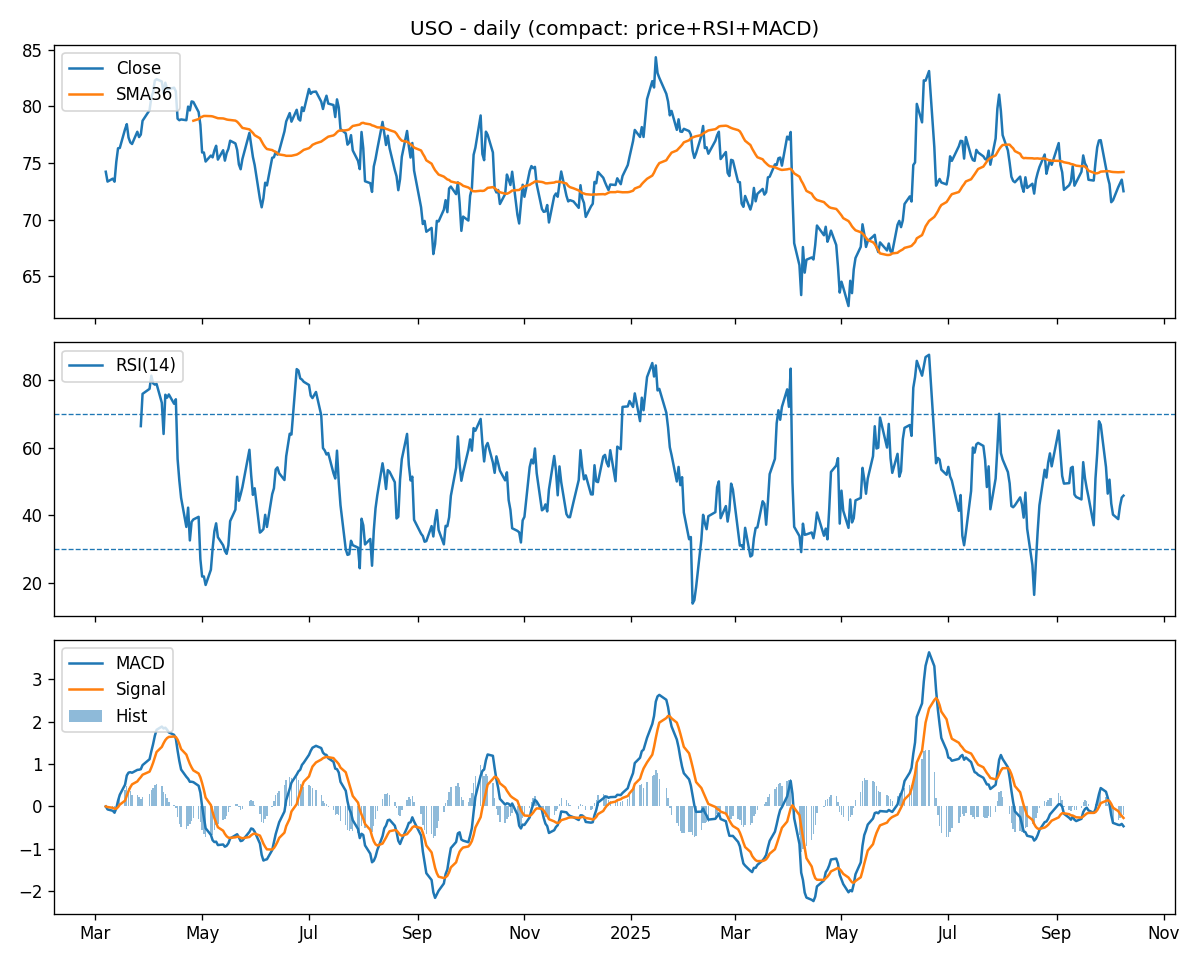 USO - daily (compact: price+RSI+MACD)
85
80
75
70
65
Close
SMA36
80
60
40
20
RSI(14)
3
2
1
0
−1
−2
MACD
Signal
Hist
Mar May Jul Sep Nov 2025 Mar May Jul Sep Nov